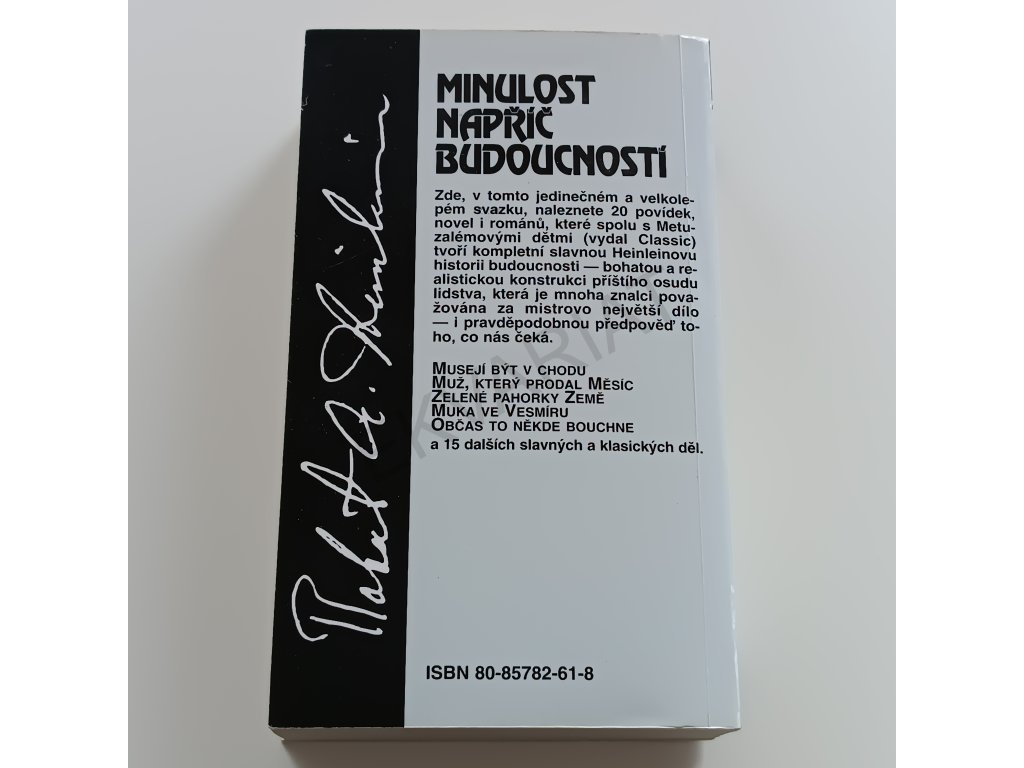 MINULOST
NAPŘÍČ
BUDOUCNOSTÍ
Zde, v tomto jedinečném a velkole-
pém svazku, naleznete 20 povídek,
novel i románů, které spolu s Metu-
zalémovými dětmi (vydal Classic)
tvoří kompletní slavnou Heinleinovu
historii budoucnosti — bohatou a re-
alistickou konstrukci příštího osudu
lidstva, která je mnoha znalci pova-
žována za mistrovo největší dílo
— i pravděpodobnou předpověď to-
ho, co nás čeká.
MUSEJÍ BÝT V CHODU
MUŽ, KTERÝ PRODAL MĚSÍC
ZELENÉ PAHORKY ZEMĚ
MUKA VE VESMÍRU
OBČAS TO NĚKDE BOUCHNE
a 15 dalších slavných a klasických děl.
ISBN 80-85782-61-8
Robert A. Heinlein